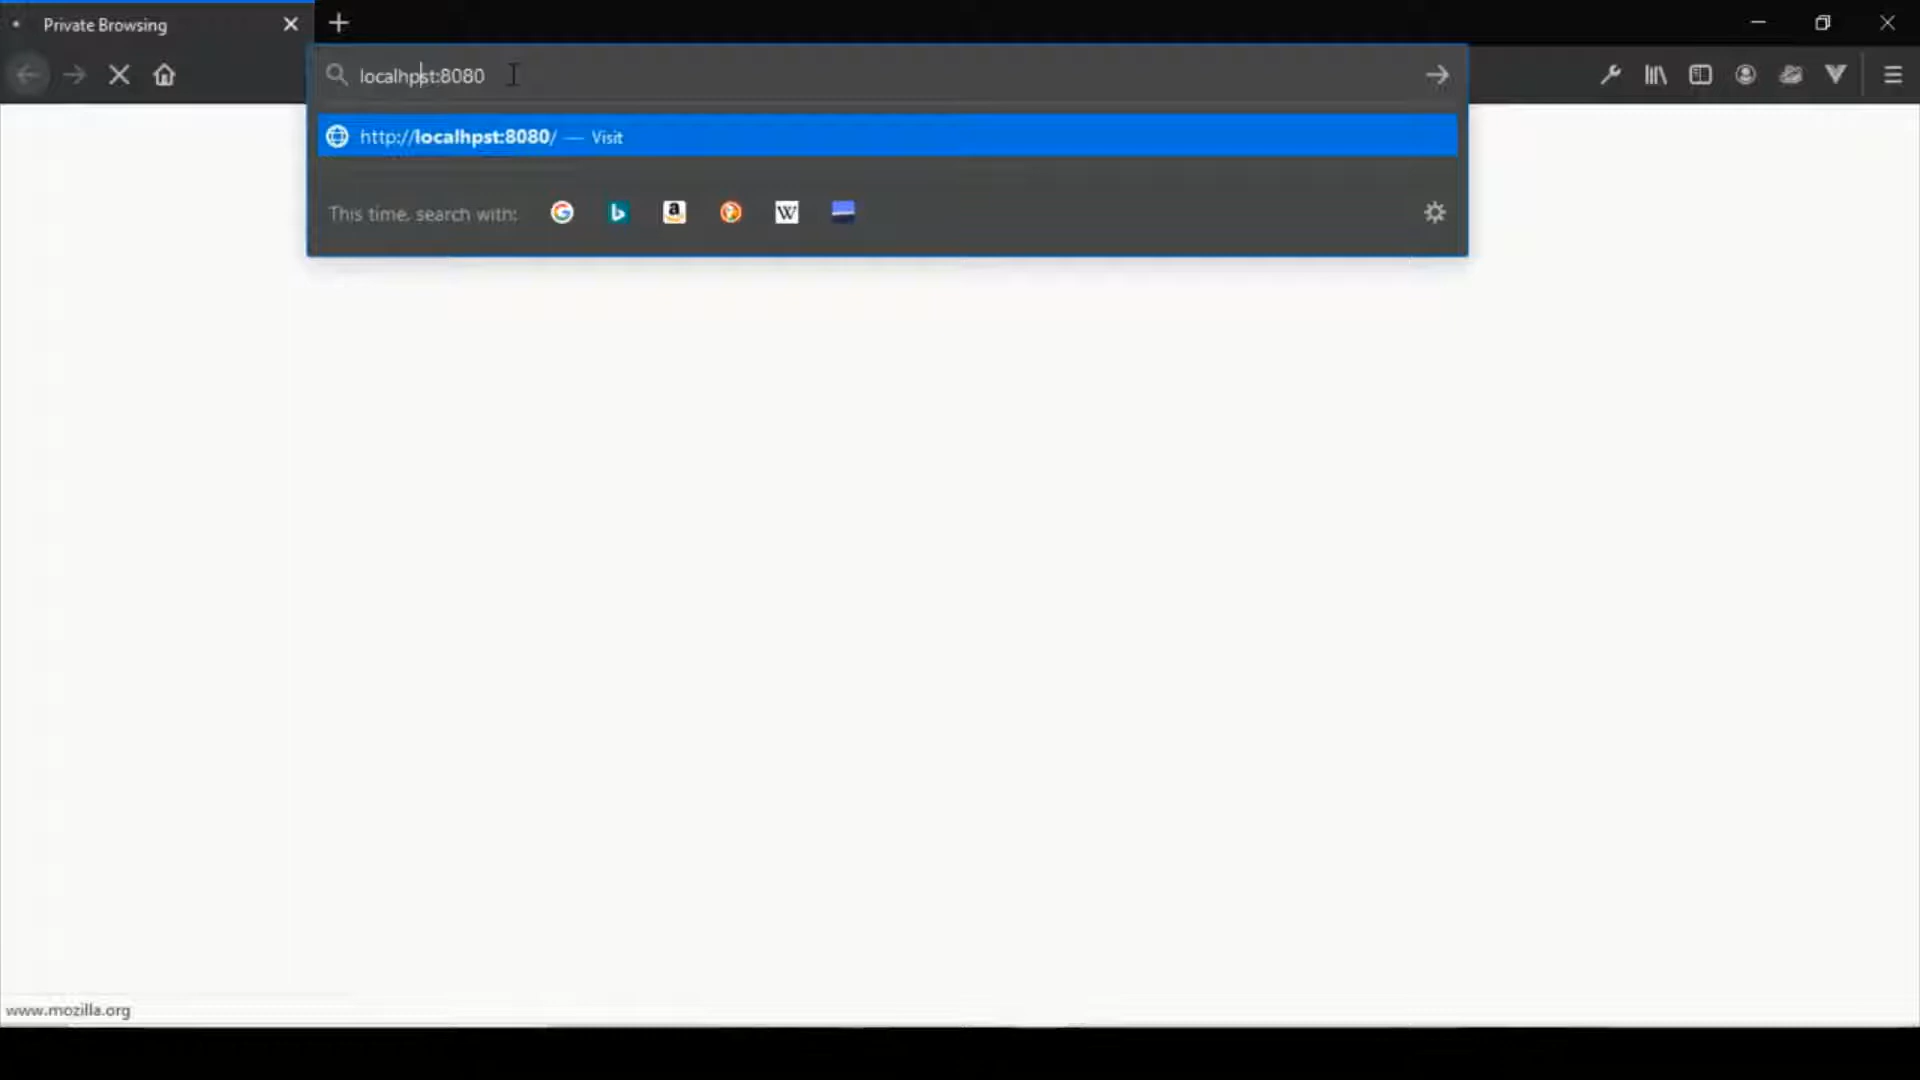 Private Browsing
localhpst:8080
http://localhpst:8080/ — Visit
This time, search with:
www.mozilla.org